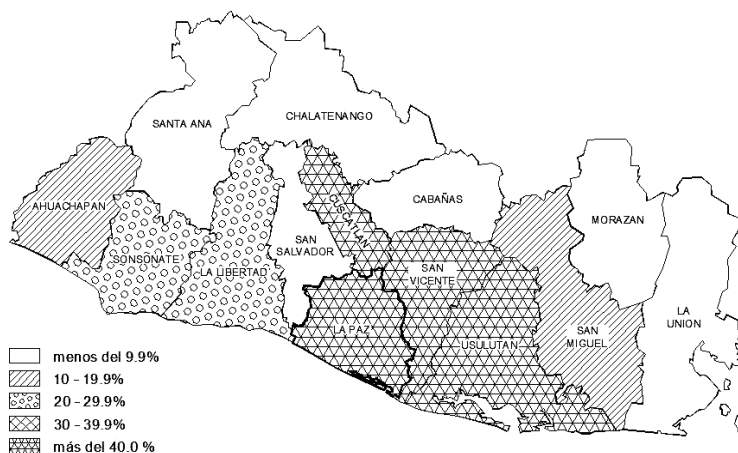 SANTA ANA
CHALATENANGO
AHUACHAPAN
SONSONATE
LA LIBERTAD
SAN
SALVADOR
CUSCATLAN
CABAÑAS
SAN
VICENTE
LA PAZ
USULUTAN
SAN
MIGUEL
MORAZAN
LA
UNION
menos del 9.9%
10 - 19.9%
20 - 29.9%
30 - 39.9%
más del 40.0 %